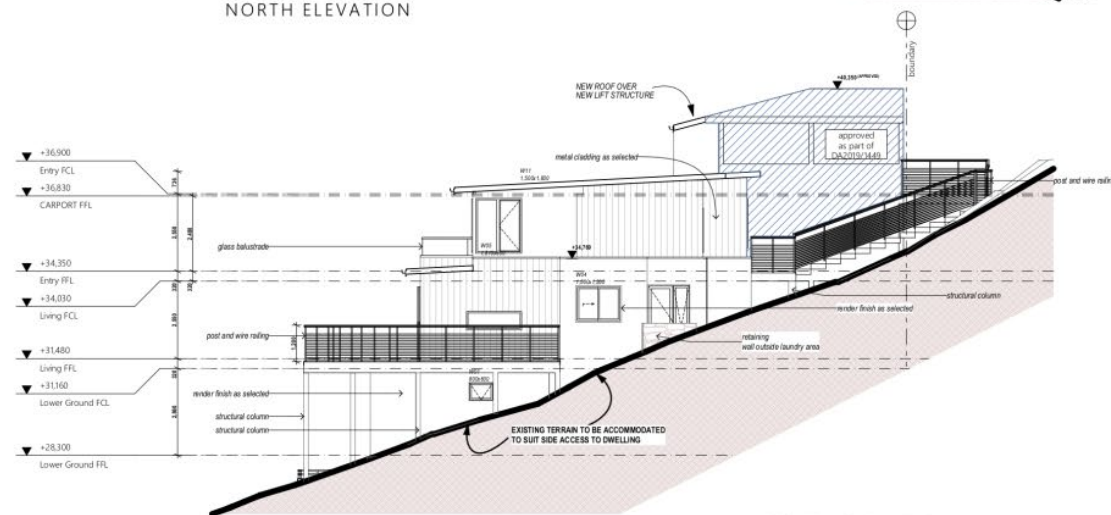 NORTH ELEVATION
boundary
NEW ROOF OVER
NEW LIFT STRUCTURE
approved
as part of
DA2019/1449
+36,900
Entry FCL
+36,830
CARPORT FFL
metal cladding as selected
post and wire railin
glass balustrade
+34,350
Entry FFL
+34,030
Living FCL
structural column
render finish as selected
post and wire railing
retaining
wall outside laundry area
+31,480
Living FFL
+31,160
Lower Ground FCL
render finish as selected
structural column
structural column
EXISTING TERRAIN TO BE ACCOMMODATED
TO SUIT SIDE ACCESS TO DWELLING
+28,300
Lower Ground FFL